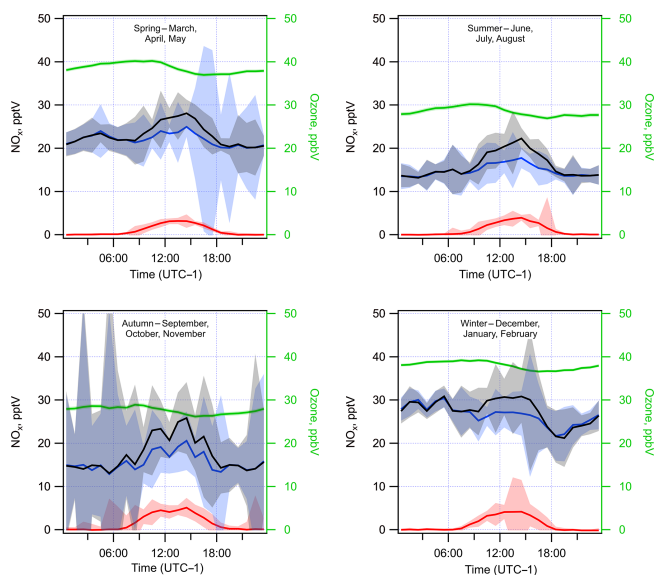 Spring – March,
April, May
50
40
30
20
10
0
NOx, pptV
50
40
30
20
10
0
Ozone, ppbV
06:00 12:00 18:00
Time (UTC–1)
Summer – June,
July, August
50
40
30
20
10
0
NOx, pptV
50
40
30
20
10
0
Ozone, ppbV
06:00 12:00 18:00
Time (UTC–1)
Autumn – September,
October, November
50
40
30
20
10
0
NOx, pptV
50
40
30
20
10
0
Ozone, ppbV
06:00 12:00 18:00
Time (UTC–1)
Winter – December,
January, February
50
40
30
20
10
0
NOx, pptV
50
40
30
20
10
0
Ozone, ppbV
06:00 12:00 18:00
Time (UTC–1)